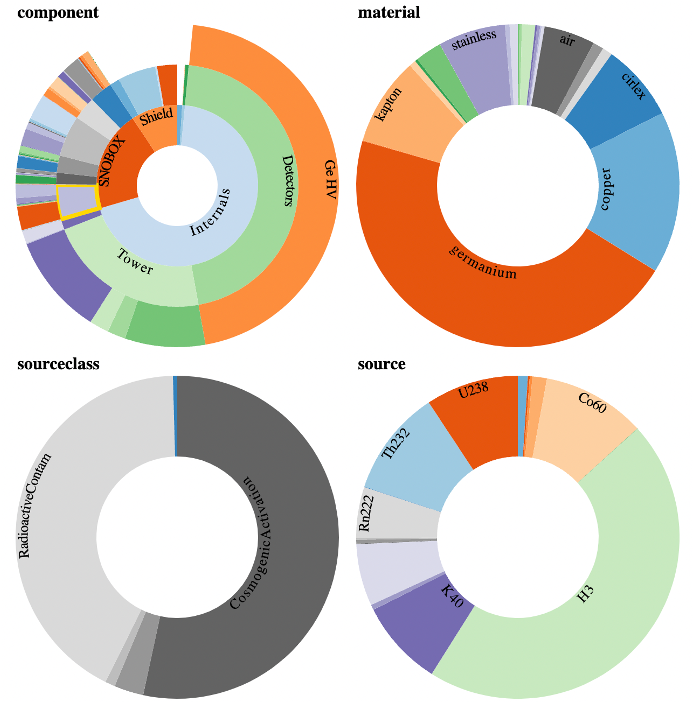 component
material
Shield
SNOBOX
Internals
Tower
Detectors
Ge HV
stainless
air
cirlex
kapton
copper
germanium
sourceclass
source
RadioactiveContam
CosmogenicActivation
U238
Co60
Th232
Rn222
K40
H3